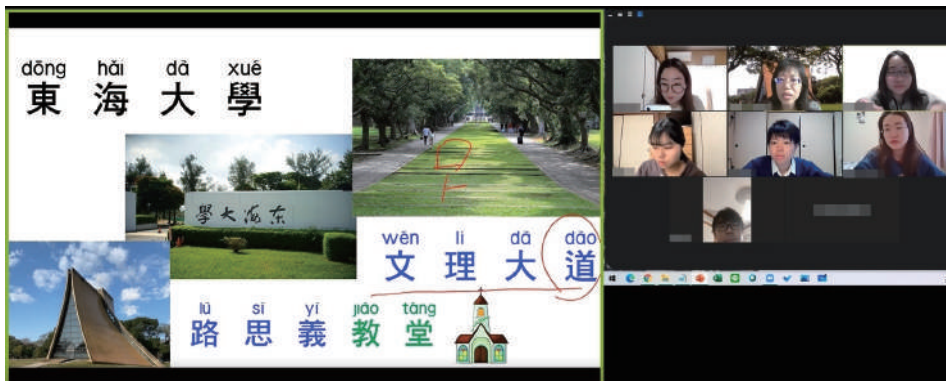 dōng hǎi dà xué
東海大學
东海大學
wén lǐ dà dào
文理大道
lù sī yì jiào táng
路思義教堂